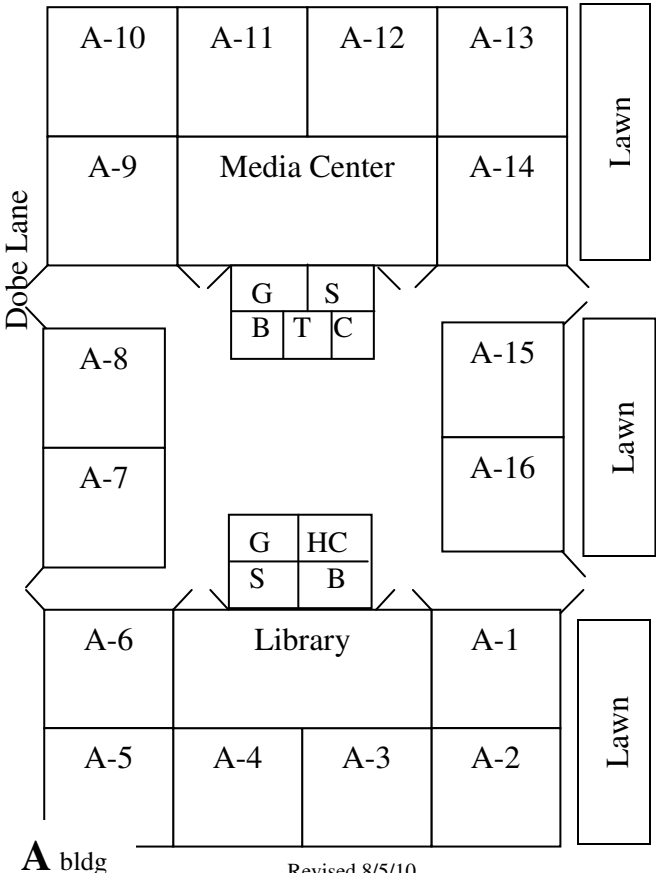 A-10 A-11 A-12 A-13
Lawn
A-9 Media Center A-14
Dobe Lane
G S
B T C
A-8 A-15
Lawn
A-7 A-16
G HC
S B
A-6 Library A-1
Lawn
A-5 A-4 A-3 A-2
A bldg
Revised 8/5/10